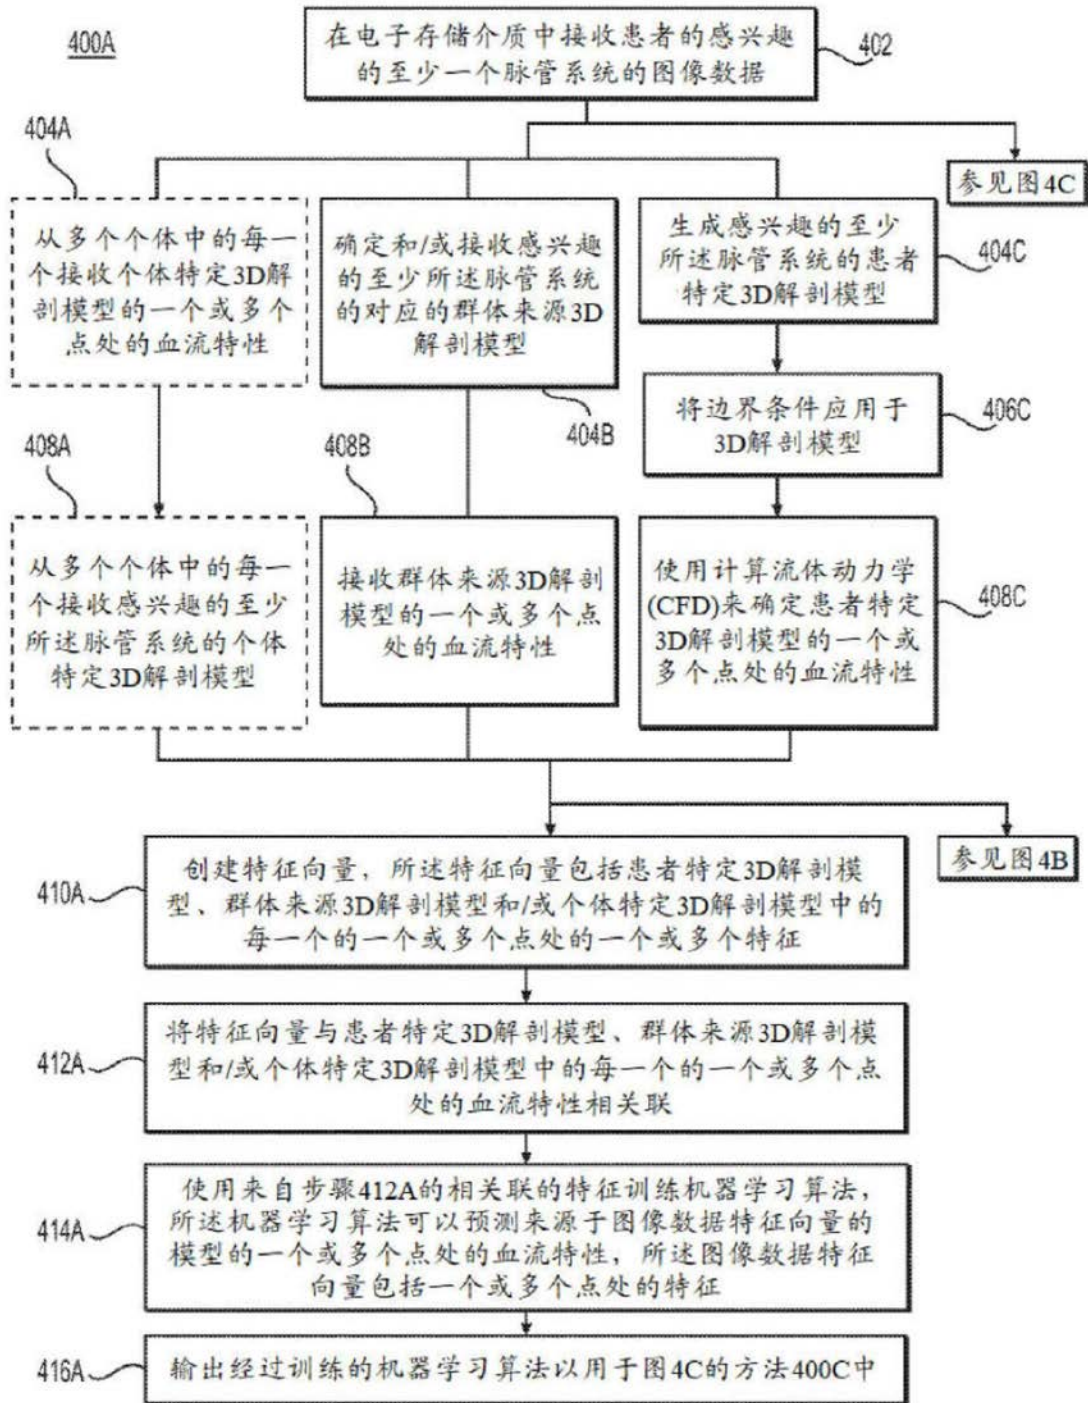 400A
在电子存储介质中接收患者的感兴趣
的至少一个脉管系统的图像数据
402
参见图4C
404A
从多个个体中的每一
个接收个体特定3D解
剖模型的一个或多个
点处的血流特性
确定和/或接收感兴趣
的至少所述脉管系统
的对应的群体来源3D
解剖模型
404B
生成感兴趣的至少
所述脉管系统的患者
特定3D解剖模型
404C
将边界条件应用于
3D解剖模型
406C
408A
从多个个体中的每一
个接收感兴趣的至少
所述脉管系统的个体
特定3D解剖模型
408B
接收群体来源3D解剖
模型的一个或多个点
处的血流特性
使用计算流体动力学
(CFD)来确定患者特定
3D解剖模型的一个或
多个点处的血流特性
408C
参见图4B
410A
创建特征向量，所述特征向量包括患者特定3D解剖模
型、群体来源3D解剖模型和/或个体特定3D解剖模型中的
每一个的一个或多个点处的一个或多个特征
412A
将特征向量与患者特定3D解剖模型、群体来源3D解剖模
型和/或个体特定3D解剖模型中的每一个的一个或多个点
处的血流特性相关联
414A
使用来自步骤412A的相关联的特征训练机器学习算法，
所述机器学习算法可以预测来源于图像数据特征向量的
模型的一个或多个点处的血流特性，所述图像数据特征
向量包括一个或多个点处的特征
416A
输出经过训练的机器学习算法以用于图4C的方法400C中